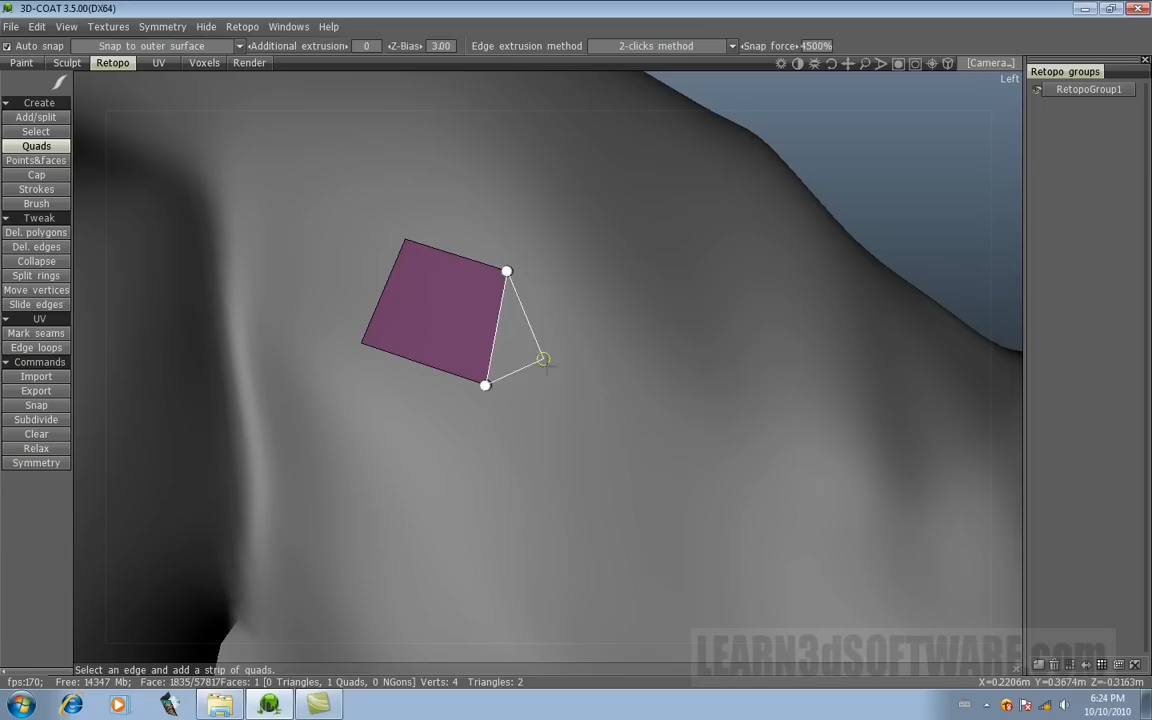 3D-COAT 3.5.00(DX64)
File Edit View Textures Symmetry Hide Retopo Windows Help
Auto snap Snap to outer surface Additional extrusion 0 Z-Bias 3.00 Edge extrusion method 2-clicks method Snap force 4500%
Paint Sculpt Retopo UV Voxels Render [Camera..]
Left
Retopo groups
RetopoGroup1
Create
Add/split
Select
Quads
Points&faces
Cap
Strokes
Brush
Tweak
Del. polygons
Del. edges
Collapse
Split rings
Move vertices
Slide edges
UV
Mark seams
Edge loops
Commands
Import
Export
Snap
Subdivide
Clear
Relax
Symmetry
LEARN3dSOFTWARE.com
Select an edge and add a strip of quads.
fps:170; Free: 14347 Mb; Face: 1835/57817Faces: 1 [0 Triangles, 1 Quads, 0 NGons) Verts: 4 Triangles: 2 X=0.2206m Y=0.3674m Z=-0.3163m
6:24 PM
10/10/2010